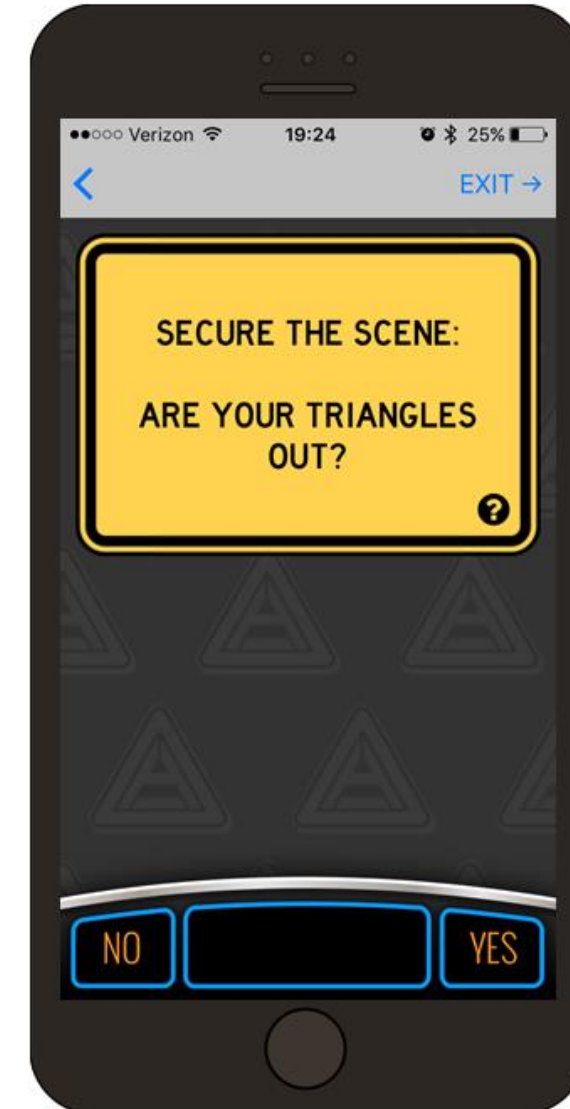 ●●○○○ Verizon 19:24 25%
EXIT →
SECURE THE SCENE:
ARE YOUR TRIANGLES
OUT?
?
NO YES